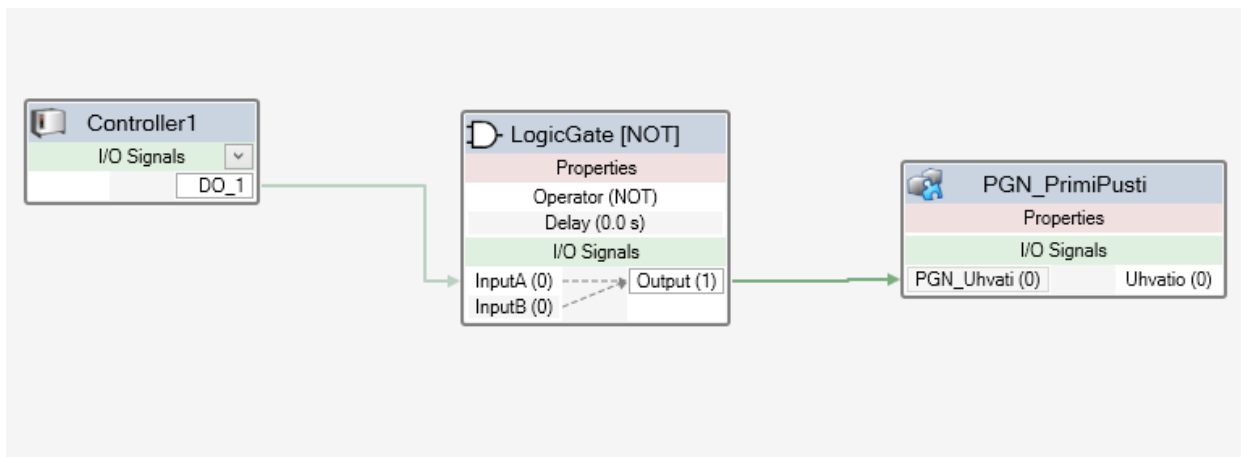 Controller1
I/O Signals
DO_1
LogicGate [NOT]
Properties
Operator (NOT)
Delay (0.0 s)
I/O Signals
InputA (0)
Output (1)
InputB (0)
PGN_PrimiPusti
Properties
I/O Signals
PGN_Uhvati (0)
Uhvatio (0)